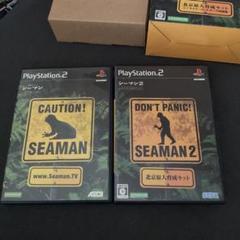 北京原人育成キット
PlayStation 2
シーマン
CAUTION!
SEAMAN
www.Seaman.TV
ASCII
PlayStation 2
シーマン2
DON'T PANIC!
SEAMAN 2
北京原人育成キット
SEGA